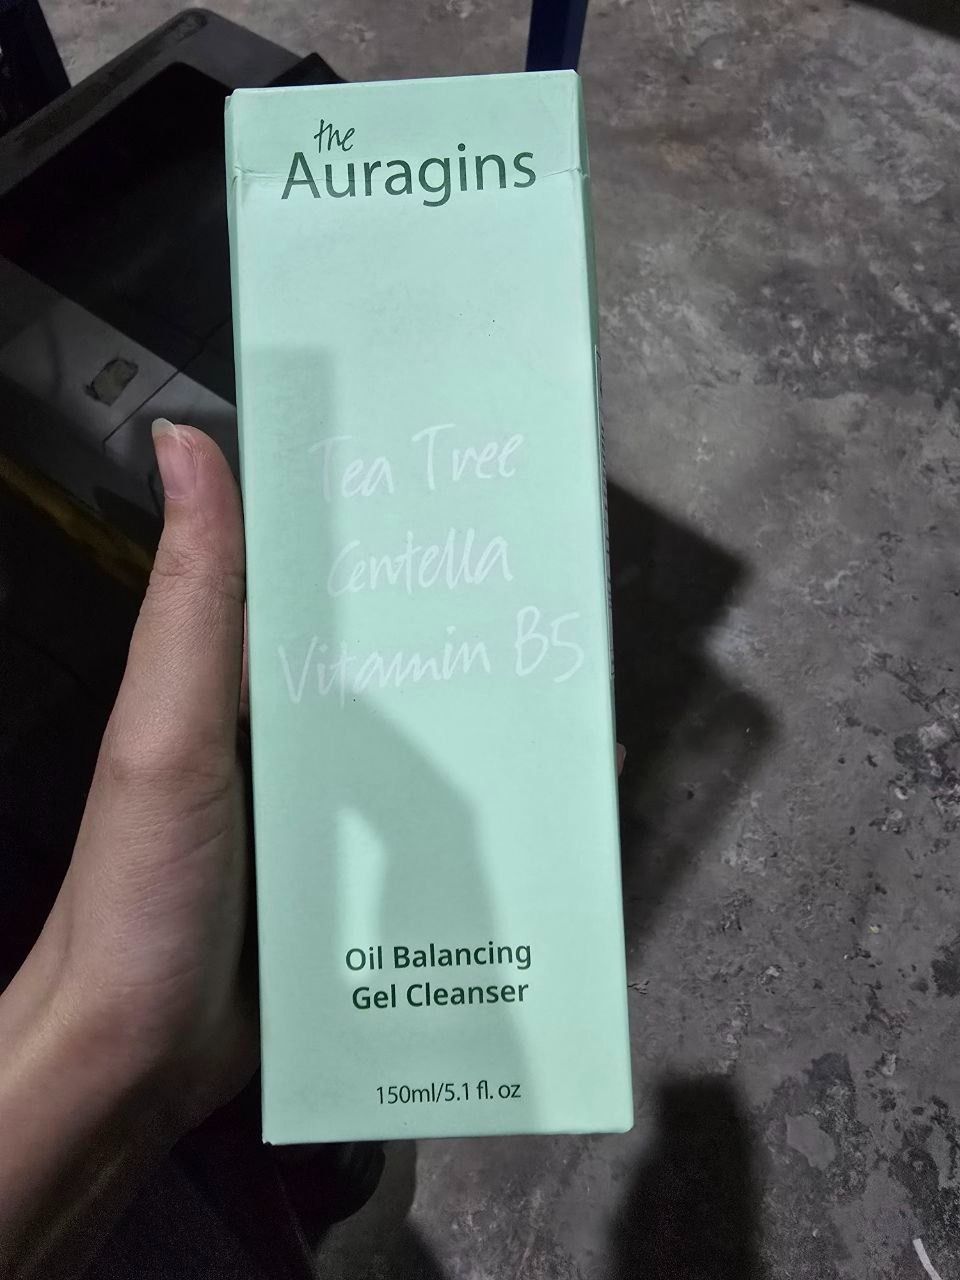 the
Auragins
Tea Tree
Centella
Vitamin B5
Oil Balancing
Gel Cleanser
150ml/5.1 fl. oz